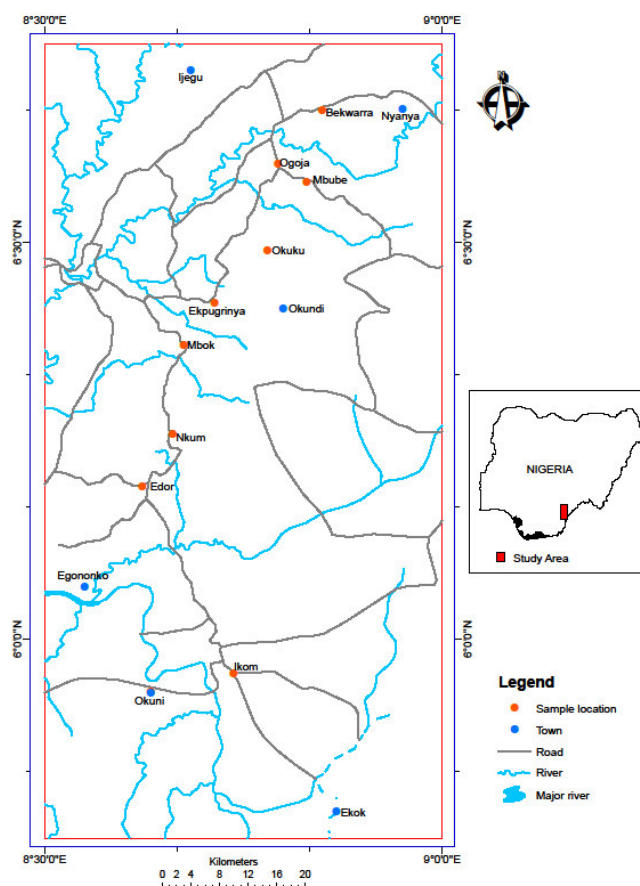 8°30'0"E
9°0'0"E
Ijegu
Bekwarra
Nyanya
Ogoja
Mbube
6°30'0"N
6°30'0"N
Okuku
Ekpugrinya
Okundi
Mbok
Nkum
NIGERIA
Edor
Study Area
Egononko
6°0'0"N
6°0'0"N
Ikom
Okuni
Legend
Sample location
Town
Road
River
Major river
Ekok
8°30'0"E
9°0'0"E
Kilometers
0 2 4 8 12 16 20